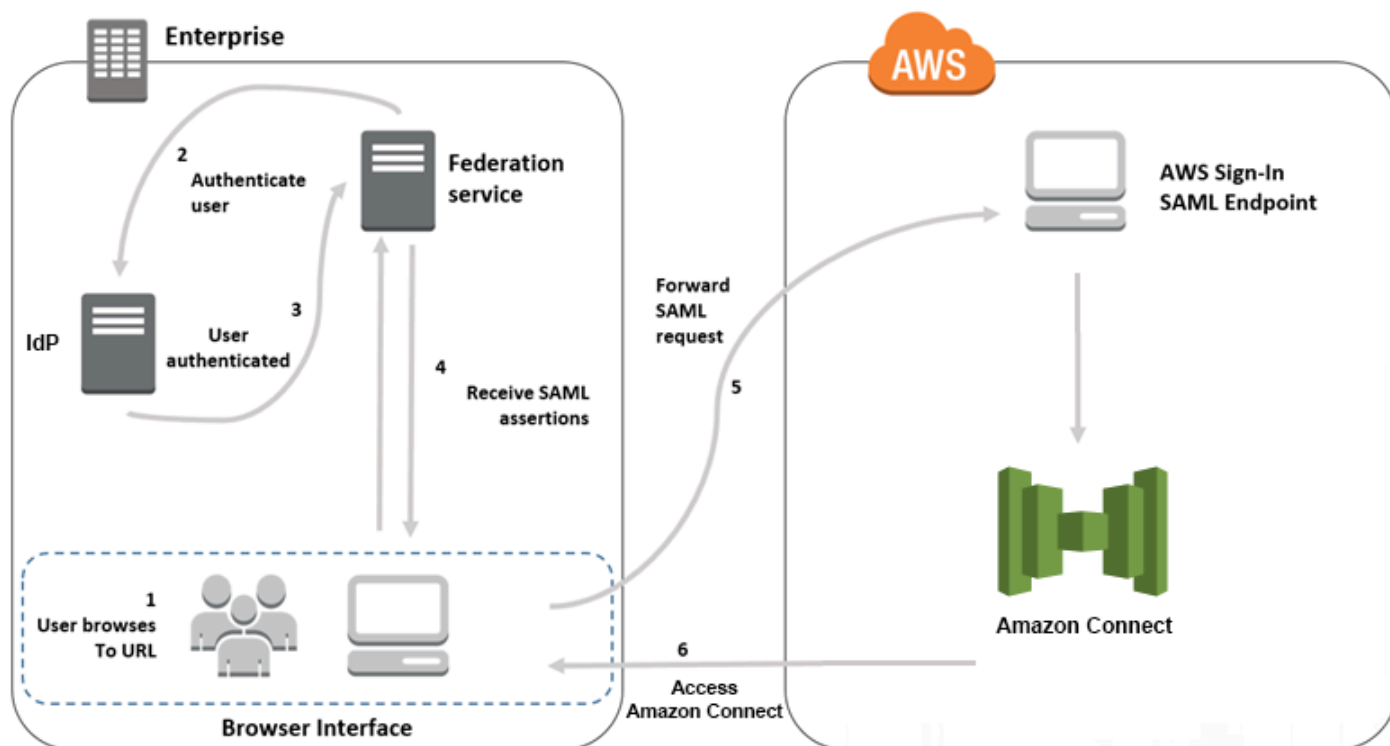 Enterprise
AWS
2
Authenticate
user
Federation
service
AWS Sign-In
SAML Endpoint
IdP
3
User
authenticated
4
Receive SAML
assertions
Forward
SAML
request
5
1
User browses
To URL
Amazon Connect
6
Access
Amazon Connect
Browser Interface